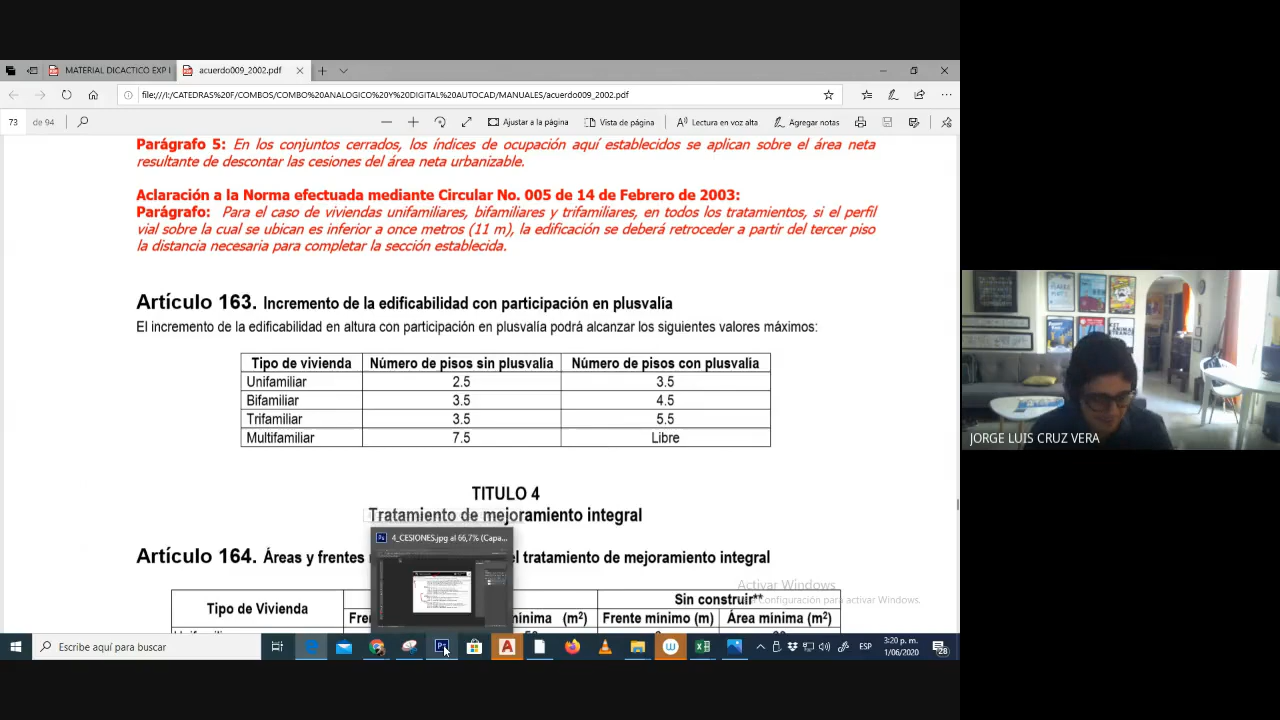 MATERIAL DICACTICO EXP I
acuerdo009_2002.pdf
file:///I:/CATEDRAS%20F/COMBOS/COMBO%20ANALOGICO%20Y%20DIGITAL%20AUTOCAD/MANUALES/acuerdo009_2002.pdf
73 de 94
Ajustar a la página
Vista de página
Lectura en voz alta
Agregar notas
Parágrafo 5: En los conjuntos cerrados, los índices de ocupación aquí establecidos se aplican sobre el área neta
resultante de descontar las cesiones del área neta urbanizable.
Aclaración a la Norma efectuada mediante Circular No. 005 de 14 de Febrero de 2003:
Parágrafo: Para el caso de viviendas unifamiliares, bifamiliares y trifamiliares, en todos los tratamientos, si el perfil
vial sobre la cual se ubican es inferior a once metros (11 m), la edificación se deberá retroceder a partir del tercer piso
la distancia necesaria para completar la sección establecida.
Artículo 163. Incremento de la edificabilidad con participación en plusvalía
El incremento de la edificabilidad en altura con participación en plusvalía podrá alcanzar los siguientes valores máximos:
Tipo de vivienda Número de pisos sin plusvalía Número de pisos con plusvalía
Unifamiliar 2.5 3.5
Bifamiliar 3.5 4.5
Trifamiliar 3.5 5.5
Multifamiliar 7.5 Libre
TITULO 4
Tratamiento de mejoramiento integral
4_CESIONES.jpg al 66,7% (Capa...
Artículo 164. Áreas y frentes el tratamiento de mejoramiento integral
Tipo de Vivienda
Sin construir**
(m²) Frente mínimo (m) Área mínima (m²)
Activar Windows
Configuración para activar Windows.
Escribe aquí para buscar
ESP
3:20 p. m.
1/06/2020
28
JORGE LUIS CRUZ VERA